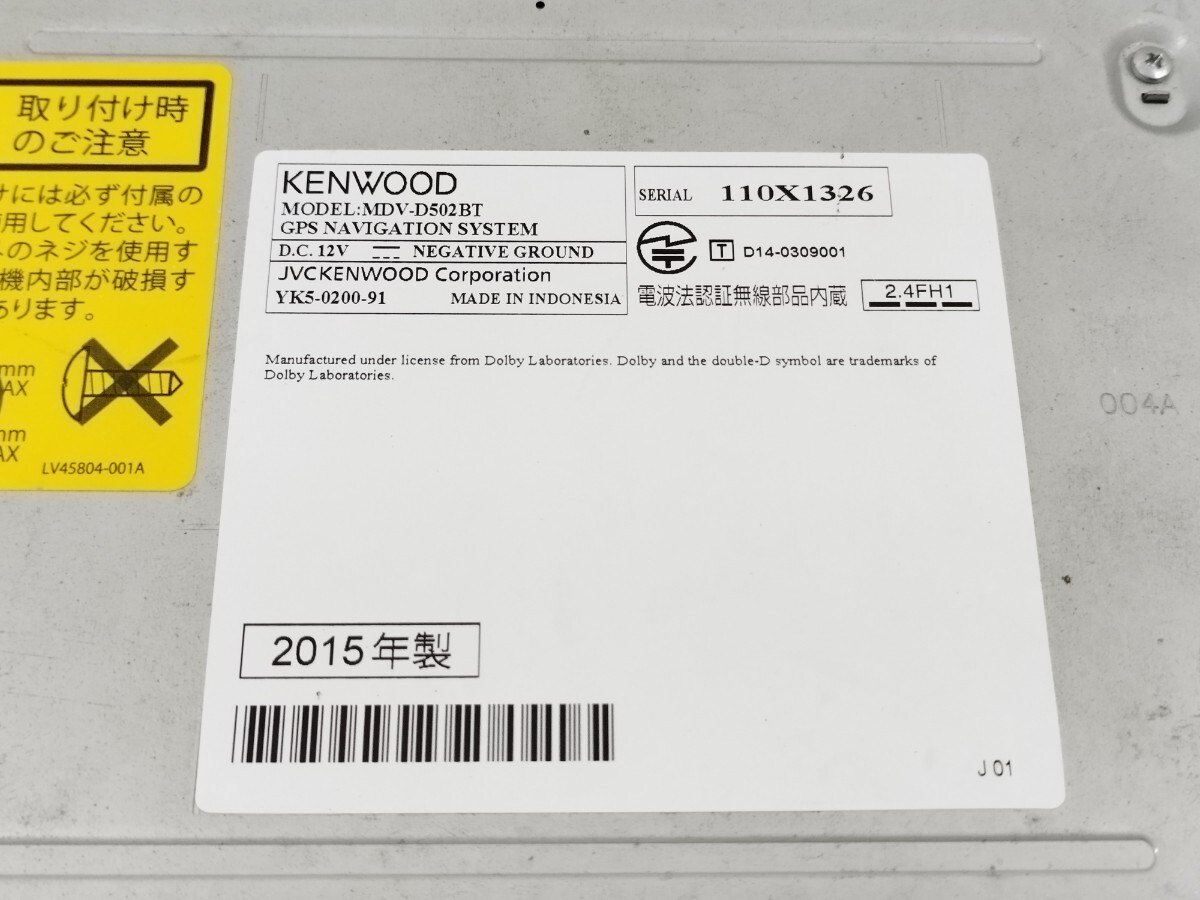 取り付け時
のご注意
けには必ず付属の
使用してください。
外のネジを使用す
機内部が破損す
あります。
mm
AX
mm
AX
LV45804-001A
KENWOOD
MODEL:MDV-D502BT
GPS NAVIGATION SYSTEM
D.C. 12V NEGATIVE GROUND
JVCKENWOOD Corporation
YK5-0200-91 MADE IN INDONESIA
SERIAL 110X1326
T D14-0309001
電波法認証無線部品内蔵 2.4FH1
Manufactured under license from Dolby Laboratories. Dolby and the double-D symbol are trademarks of
Dolby Laboratories.
2015年製
J 01
004A